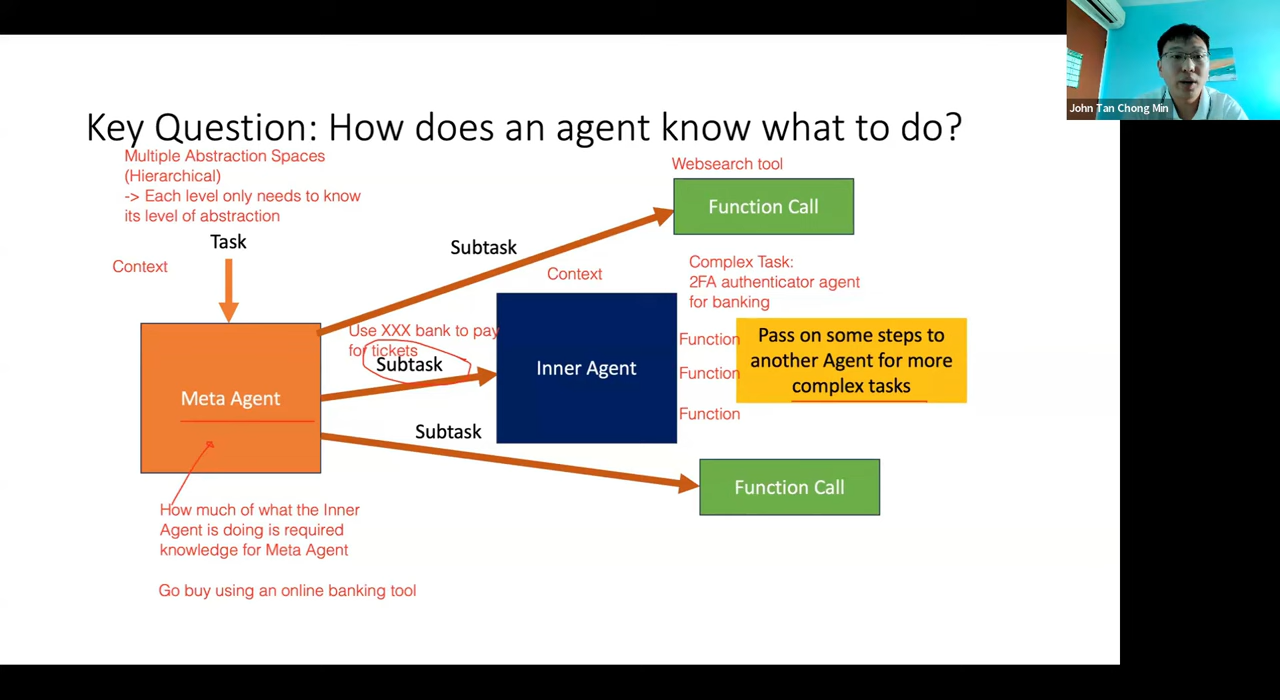 John Tan Chong Min
Key Question: How does an agent know what to do?
Multiple Abstraction Spaces
(Hierarchical)
-> Each level only needs to know
its level of abstraction
Task
Context
Meta Agent
How much of what the Inner
Agent is doing is required
knowledge for Meta Agent
Go buy using an online banking tool
Subtask
Use XXX bank to pay
for tickets
Subtask
Subtask
Context
Inner Agent
Websearch tool
Function Call
Complex Task:
2FA authenticator agent
for banking
Function
Function
Function
Pass on some steps to
another Agent for more
complex tasks
Function Call